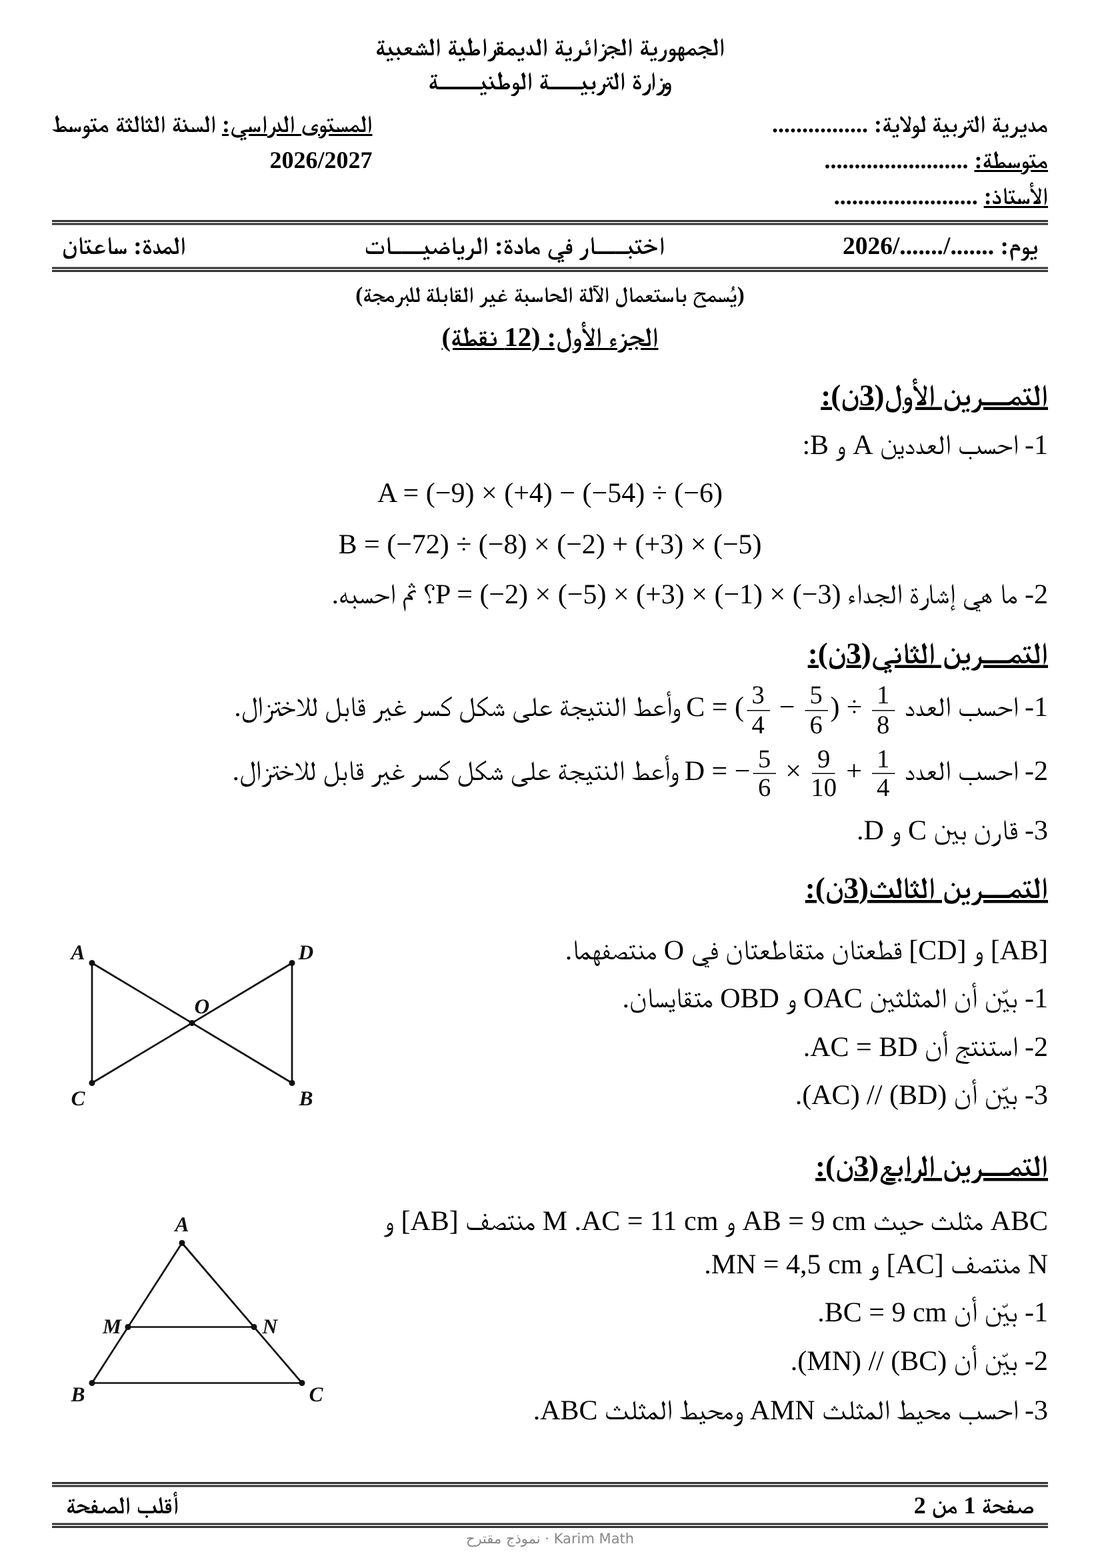 الجمهورية الجزائرية الديمقراطية الشعبية
وزارة التربيـــــة الوطنيـــــــة
مديرية التربية لولاية: ................
المستوى الدراسي: السنة الثالثة متوسط
متوسطة: ........................
2026/2027
الأستاذ: ........................
يوم: ......./......./2026
اختبـــــار في مادة: الرياضيـــــات
المدة: ساعتان
(يُسمح باستعمال الآلة الحاسبة غير القابلة للبرمجة)
الجزء الأول: (12 نقطة)
التمـــرين الأول(3ن):
1- احسب العددين A و B:
A = (−9) × (+4) − (−54) ÷ (−6)
B = (−72) ÷ (−8) × (−2) + (+3) × (−5)
2- ما هي إشارة الجداء P = (−2) × (−5) × (+3) × (−1) × (−3)؟ ثم احسبه.
التمـــرين الثاني(3ن):
1- احسب العدد C = (3/4 − 5/6) ÷ 1/8 وأعط النتيجة على شكل كسر غير قابل للاختزال.
2- احسب العدد D = −5/6 × 9/10 + 1/4 وأعط النتيجة على شكل كسر غير قابل للاختزال.
3- قارن بين C و D.
التمـــرين الثالث(3ن):
[AB] و [CD] قطعتان متقاطعتان في O منتصفهما.
1- بيّن أن المثلثين OAC و OBD متقايسان.
2- استنتج أن AC = BD.
3- بيّن أن (AC) // (BD).
A
D
O
C
B
التمـــرين الرابع(3ن):
ABC مثلث حيث AB = 9 cm و AC = 11 cm. M منتصف [AB] و
N منتصف [AC] و MN = 4,5 cm.
1- بيّن أن BC = 9 cm.
2- بيّن أن (MN) // (BC).
3- احسب محيط المثلث AMN ومحيط المثلث ABC.
A
M
N
B
C
صفحة 1 من 2
أقلب الصفحة
نموذج مقترح · Karim Math